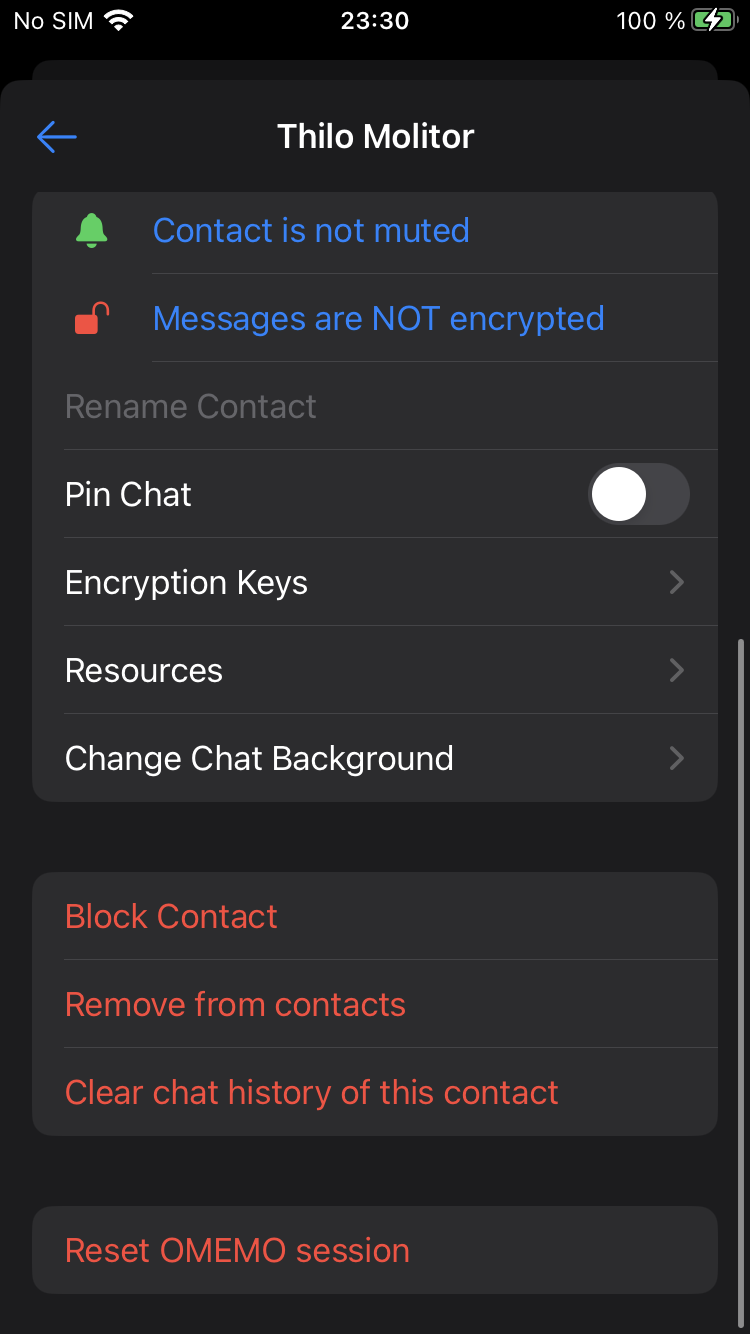 No SIM 23:30 100 %
Thilo Molitor
Contact is not muted
Messages are NOT encrypted
Rename Contact
Pin Chat
Encryption Keys
Resources
Change Chat Background
Block Contact
Remove from contacts
Clear chat history of this contact
Reset OMEMO session